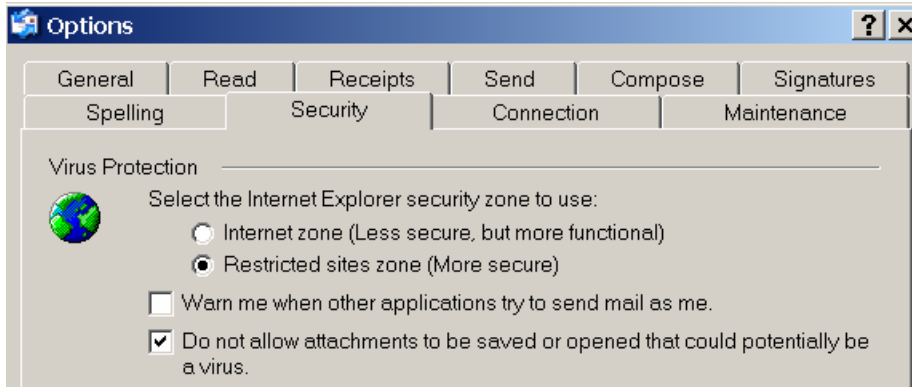 Options
General Read Receipts Send Compose Signatures
Spelling Security Connection Maintenance
Virus Protection
Select the Internet Explorer security zone to use:
Internet zone (Less secure, but more functional)
Restricted sites zone (More secure)
Warn me when other applications try to send mail as me.
Do not allow attachments to be saved or opened that could potentially be
a virus.